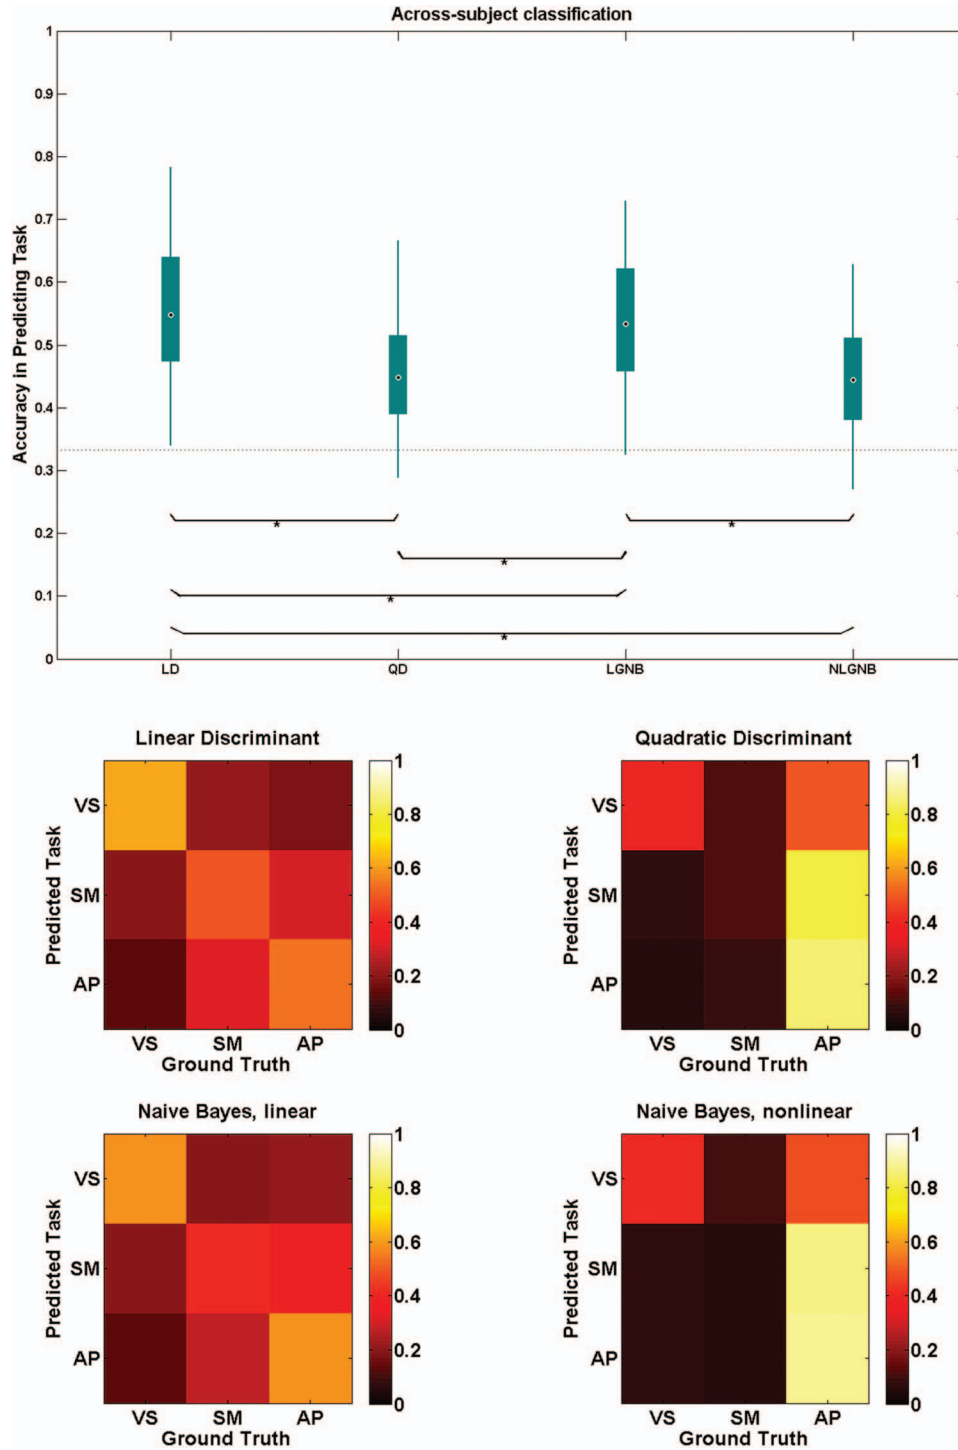 Across-subject classification
Accuracy in Predicting Task
1
0.9
0.8
0.7
0.6
0.5
0.4
0.3
0.2
0.1
0
*
*
*
*
*
LD QD LGNB NLGNB
Linear Discriminant
Predicted Task
VS
SM
AP
VS SM AP
Ground Truth
1
0.8
0.6
0.4
0.2
0
Quadratic Discriminant
Predicted Task
VS
SM
AP
VS SM AP
Ground Truth
1
0.8
0.6
0.4
0.2
0
Naive Bayes, linear
Predicted Task
VS
SM
AP
VS SM AP
Ground Truth
1
0.8
0.6
0.4
0.2
0
Naive Bayes, nonlinear
Predicted Task
VS
SM
AP
VS SM AP
Ground Truth
1
0.8
0.6
0.4
0.2
0